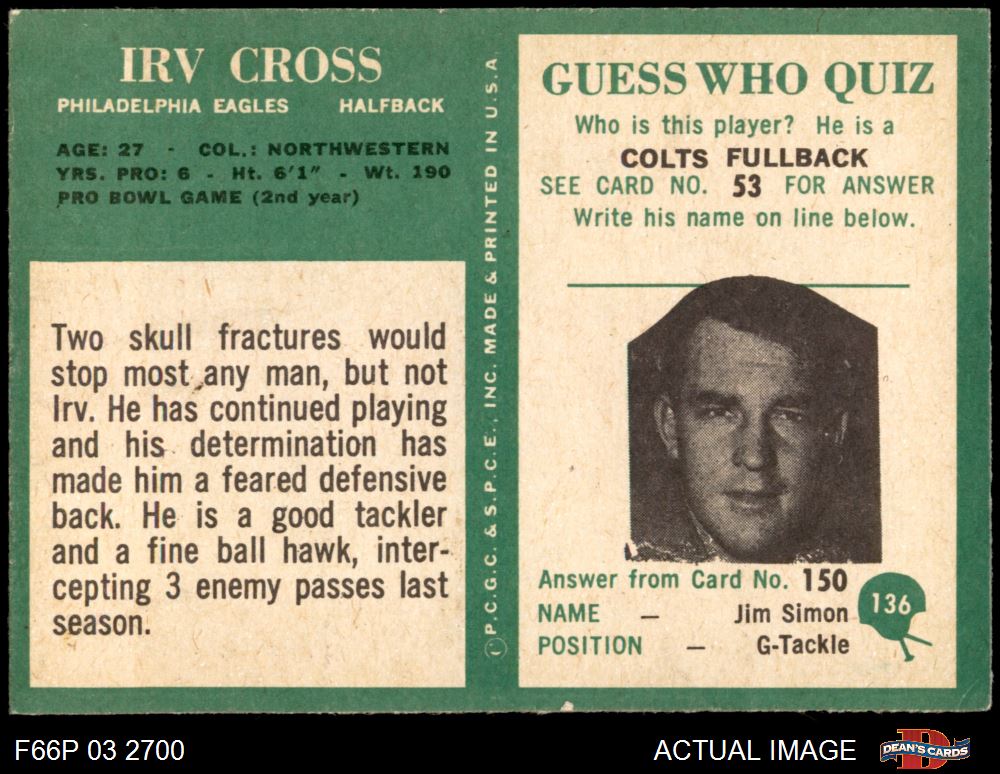 IRV CROSS
PHILADELPHIA EAGLES HALFBACK
AGE: 27 - COL.: NORTHWESTERN
YRS. PRO: 6 - Ht. 6'1" - Wt. 190
PRO BOWL GAME (2nd year)
Two skull fractures would
stop most any man, but not
Irv. He has continued playing
and his determination has
made him a feared defensive
back. He is a good tackler
and a fine ball hawk, inter-
cepting 3 enemy passes last
season.
© P.C.G.C. & S.P.C.E., INC. MADE & PRINTED IN U.S.A.
GUESS WHO QUIZ
Who is this player? He is a
COLTS FULLBACK
SEE CARD NO. 53 FOR ANSWER
Write his name on line below.
Answer from Card No. 150
NAME — Jim Simon
POSITION — G-Tackle
136
F66P 03 2700
ACTUAL IMAGE
DEAN'S CARDS